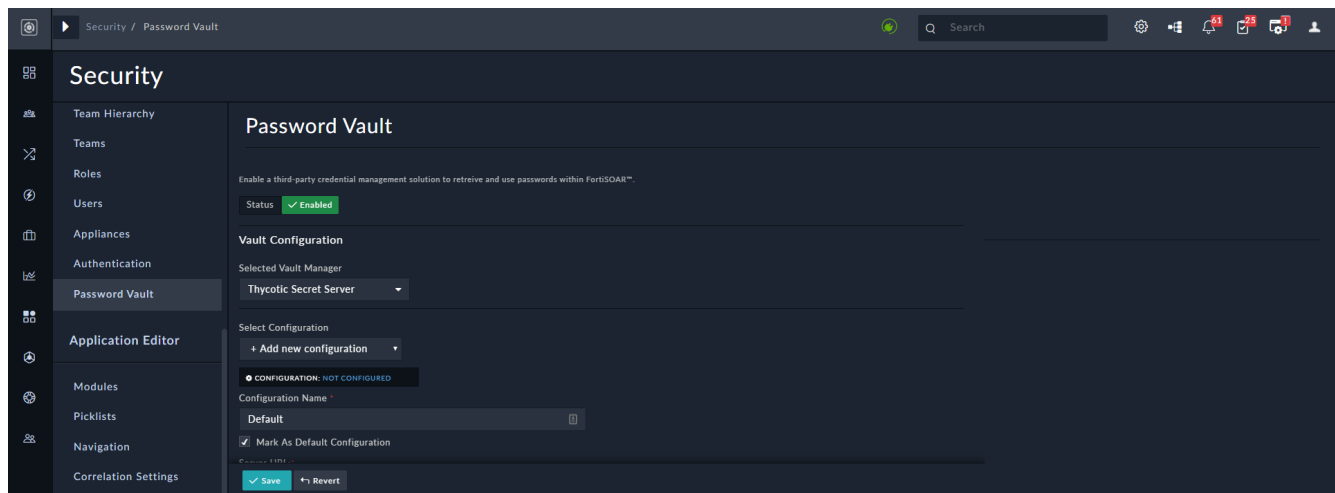 Security / Password Vault
Search
61
25
!
Security
Team Hierarchy
Teams
Roles
Users
Appliances
Authentication
Password Vault
Application Editor
Modules
Picklists
Navigation
Correlation Settings
Password Vault
Enable a third-party credential management solution to retreive and use passwords within FortiSOAR™.
Status ✓ Enabled
Vault Configuration
Selected Vault Manager
Thycotic Secret Server
Select Configuration
+ Add new configuration
CONFIGURATION: NOT CONFIGURED
Configuration Name *
Default
Mark As Default Configuration
Server URL
✓ Save Revert